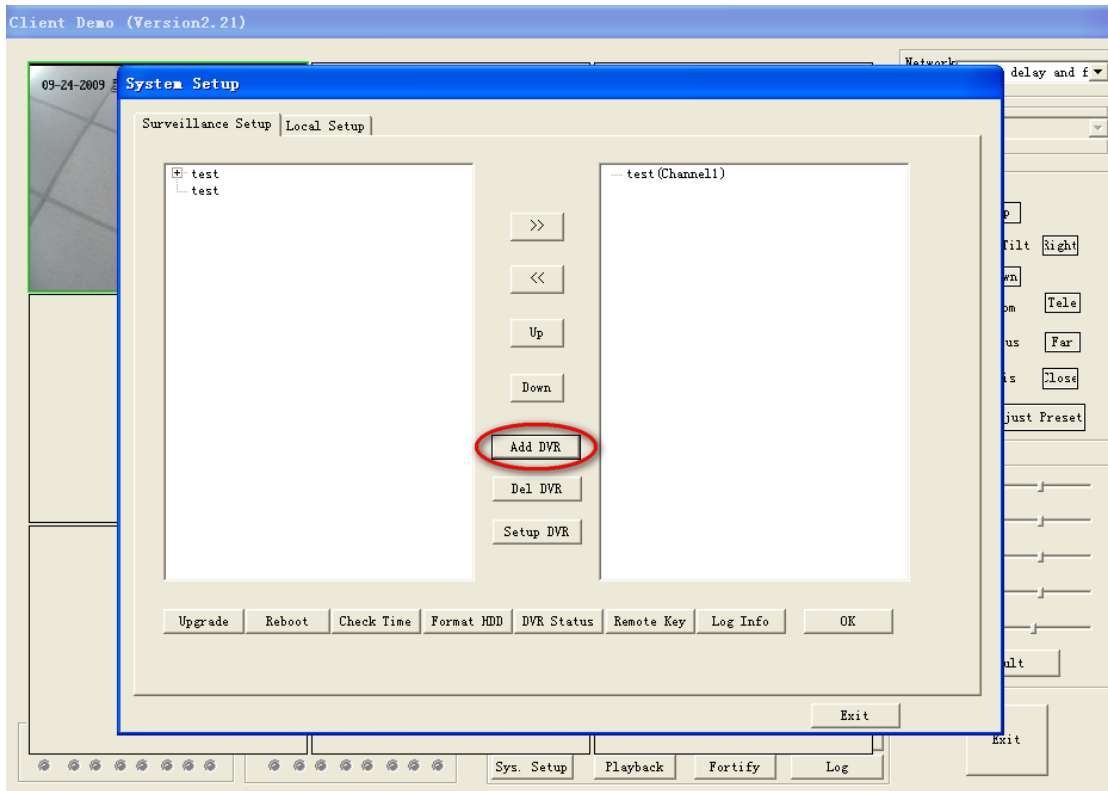 Client Demo (Version2.21)
09-24-2009
Network
delay and f
System Setup
Surveillance Setup
Local Setup
test
test
test(Channel1)
>>
<<
Up
Down
Add DVR
Del DVR
Setup DVR
Upgrade
Reboot
Check Time
Format HDD
DVR Status
Remote Key
Log Info
OK
Exit
Tilt
Right
Tele
Far
Close
just Preset
ult
Exit
Sys. Setup
Playback
Fortify
Log